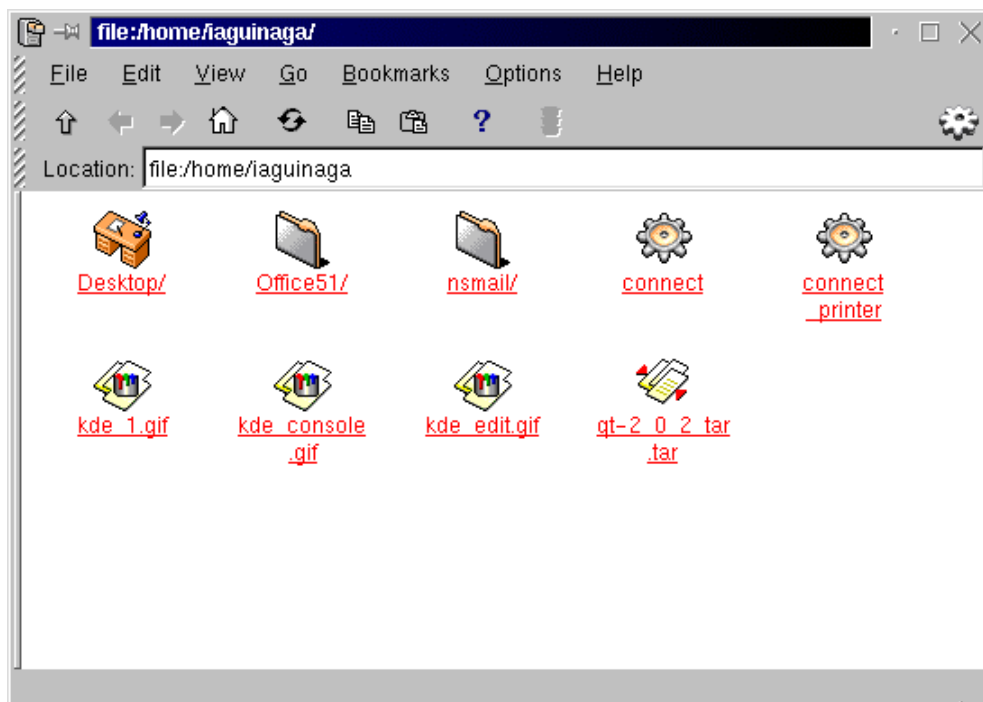 file:/home/iaguinaga/
File Edit View Go Bookmarks Options Help
?
Location: file:/home/iaguinaga
Desktop/ Office51/ nsmail/ connect connect
_printer
kde_1.gif kde_console kde_edit.gif qt-2_0_2_tar
.gif .tar